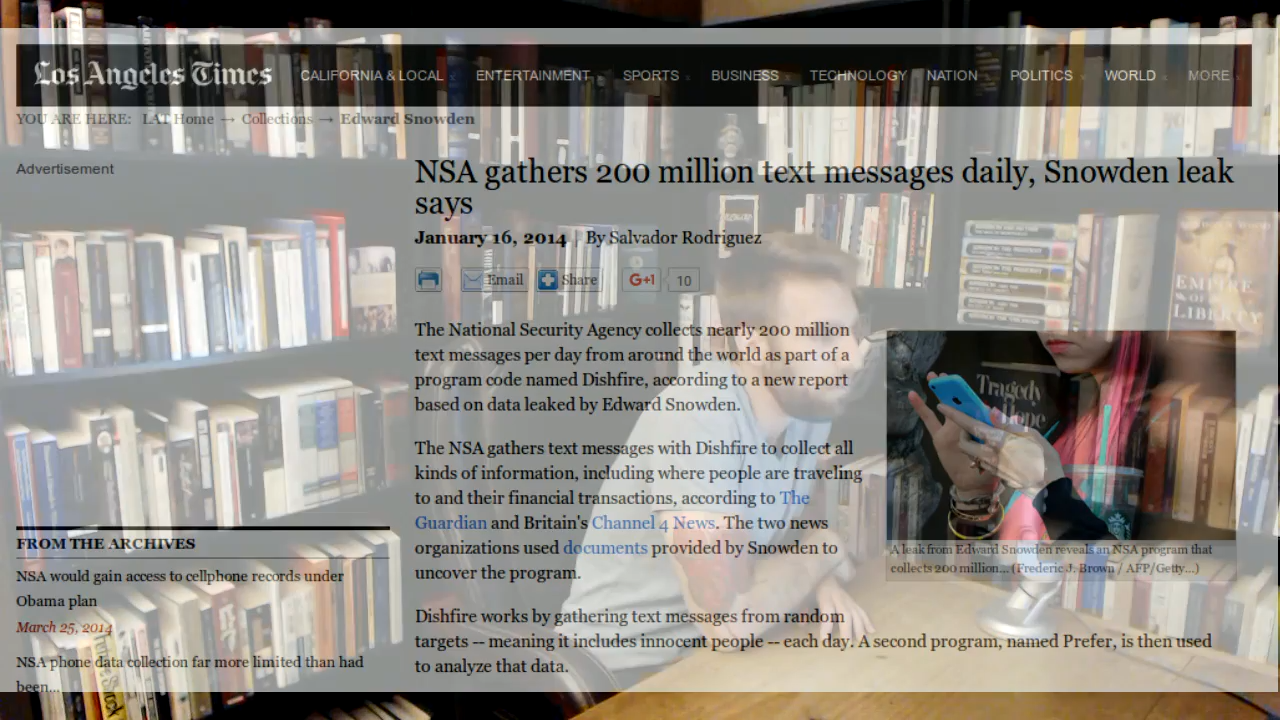 Los Angeles Times
CALIFORNIA & LOCAL ENTERTAINMENT SPORTS BUSINESS TECHNOLOGY NATION POLITICS WORLD MORE
YOU ARE HERE: LAT Home → Collections → Edward Snowden
Advertisement
NSA gathers 200 million text messages daily, Snowden leak
says
January 16, 2014 | By Salvador Rodriguez
Email Share G+1 10
The National Security Agency collects nearly 200 million
text messages per day from around the world as part of a
program code named Dishfire, according to a new report
based on data leaked by Edward Snowden.
The NSA gathers text messages with Dishfire to collect all
kinds of information, including where people are traveling
to and their financial transactions, according to The
Guardian and Britain's Channel 4 News. The two news
organizations used documents provided by Snowden to
uncover the program.
Dishfire works by gathering text messages from random
targets -- meaning it includes innocent people -- each day. A second program, named Prefer, is then used
to analyze that data.
EMPIRE
OF
LIBERTY
Tragedy
Hope
A leak from Edward Snowden reveals an NSA program that
collects 200 million... (Frederic J. Brown / AFP/Getty...)
FROM THE ARCHIVES
NSA would gain access to cellphone records under
Obama plan
March 25, 2014
NSA phone data collection far more limited than had
been...